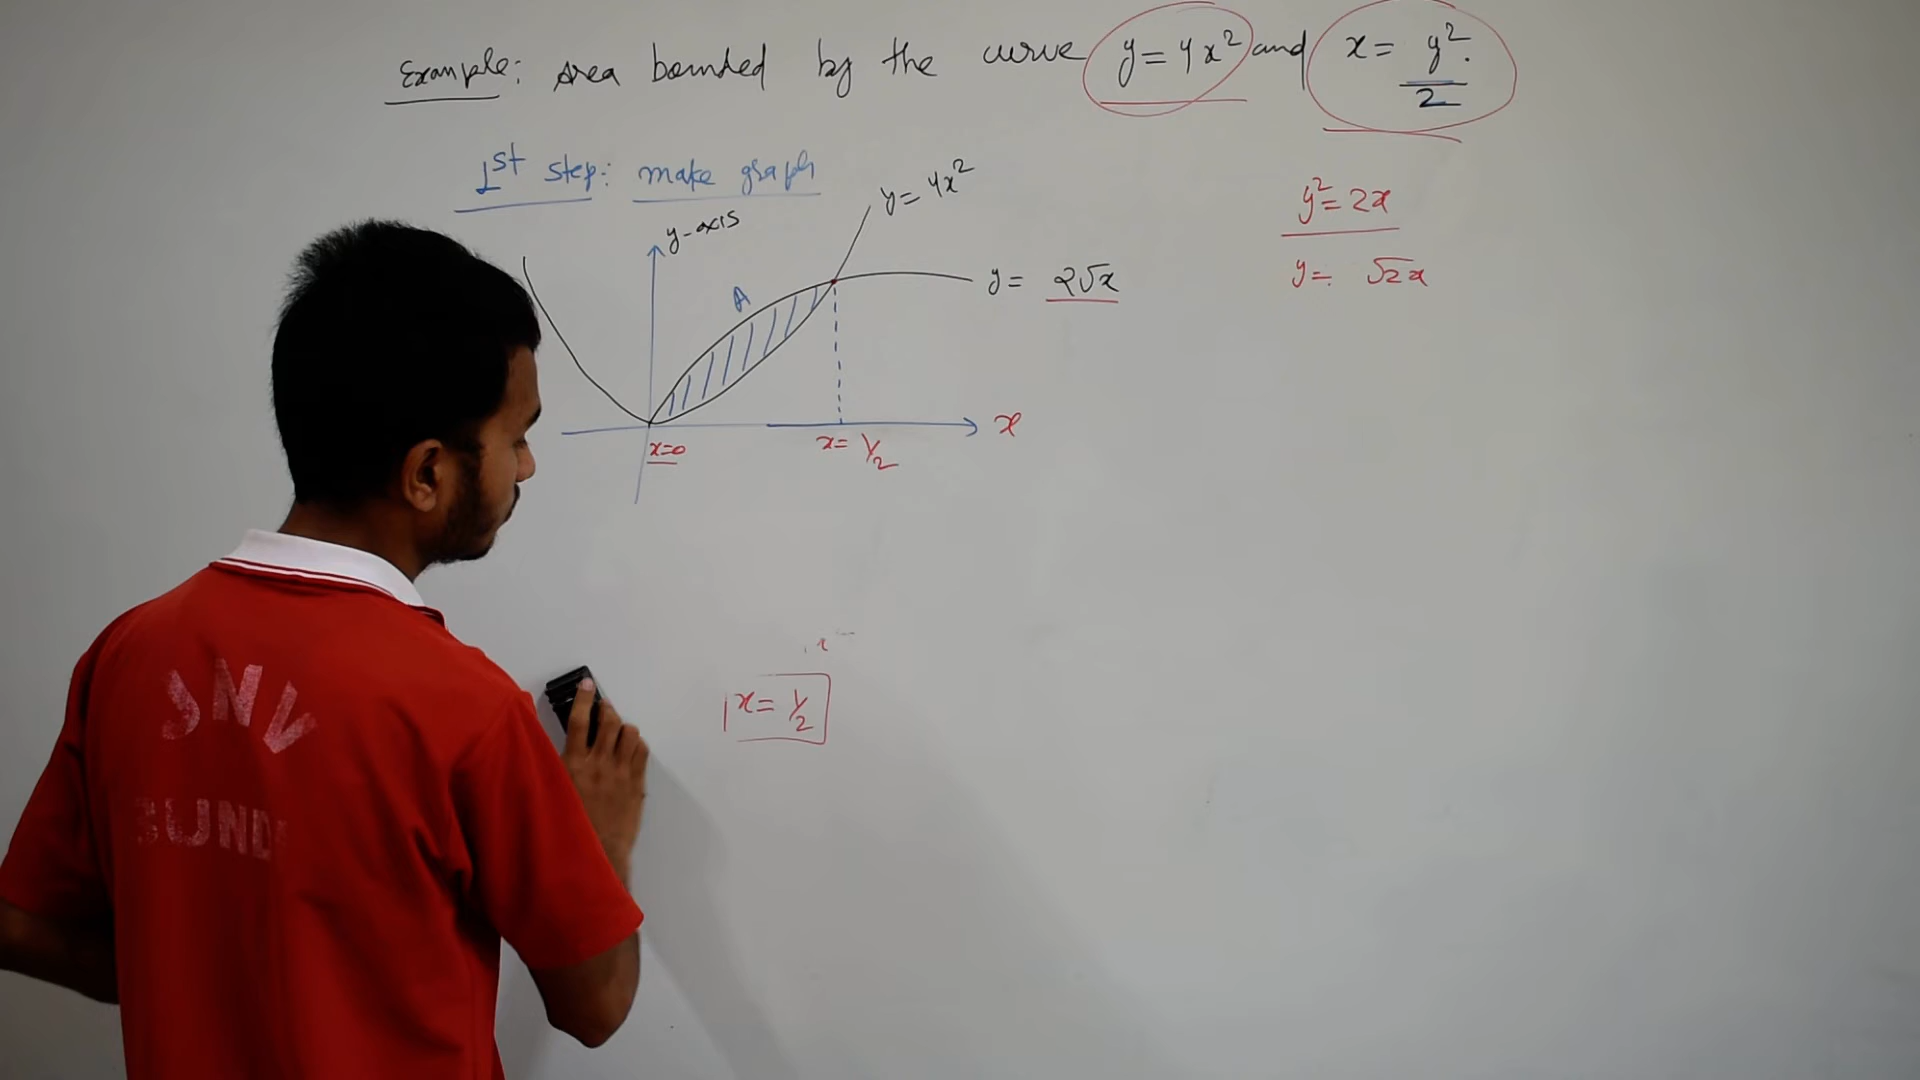 Example: Area bounded by the curve y = 4x² and x = y²/2
1st step: make graph
y-axis
y = 4x²
A
y = 2√x
x
x=0
x= 1/2
y² = 2x
y = √2x
x = 1/2
JNV
BUNDI